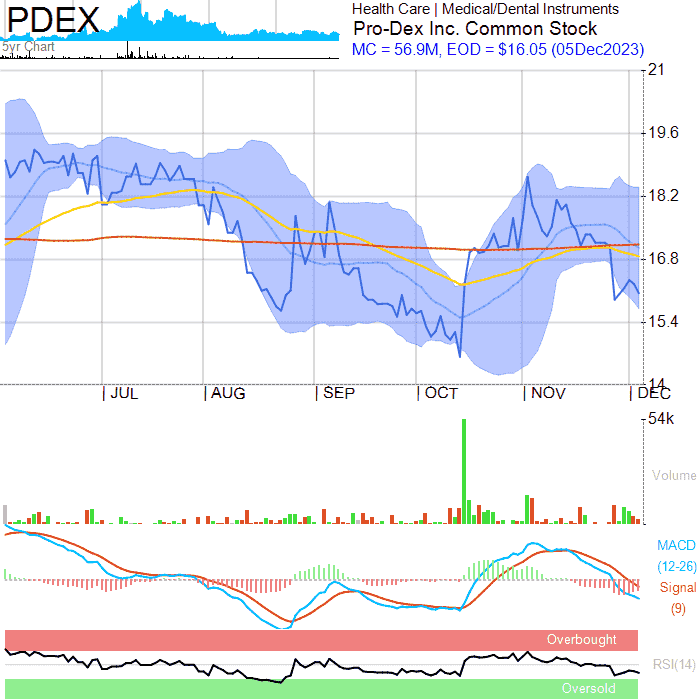 PDEX
5yr Chart
Health Care | Medical/Dental Instruments
Pro-Dex Inc. Common Stock
MC = 56.9M, EOD = $16.05 (05Dec2023)
21
19.6
18.2
16.8
15.4
14
| JUL | AUG | SEP | OCT | NOV | DEC
54k
Volume
MACD
(12-26)
Signal
(9)
Overbought
RSI(14)
Oversold